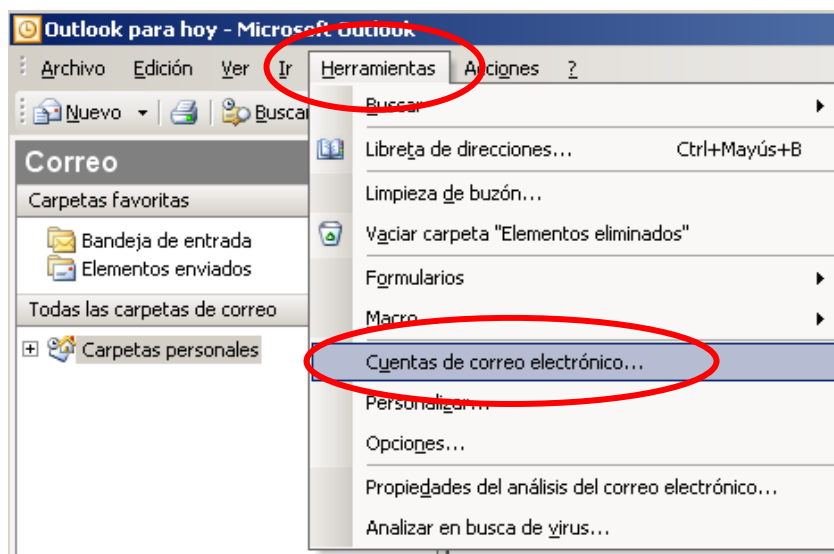 Outlook para hoy - Microsoft Outlook
Archivo Edición Ver Ir Herramientas Acciones ?
Nuevo Buscar
Buscar
Libreta de direcciones... Ctrl+Mayús+B
Correo
Carpetas favoritas
Limpieza de buzón...
Bandeja de entrada
Vaciar carpeta "Elementos eliminados"
Elementos enviados
Formularios
Todas las carpetas de correo
Macro
Carpetas personales
Cuentas de correo electrónico...
Personalizar...
Opciones...
Propiedades del análisis del correo electrónico...
Analizar en busca de virus...